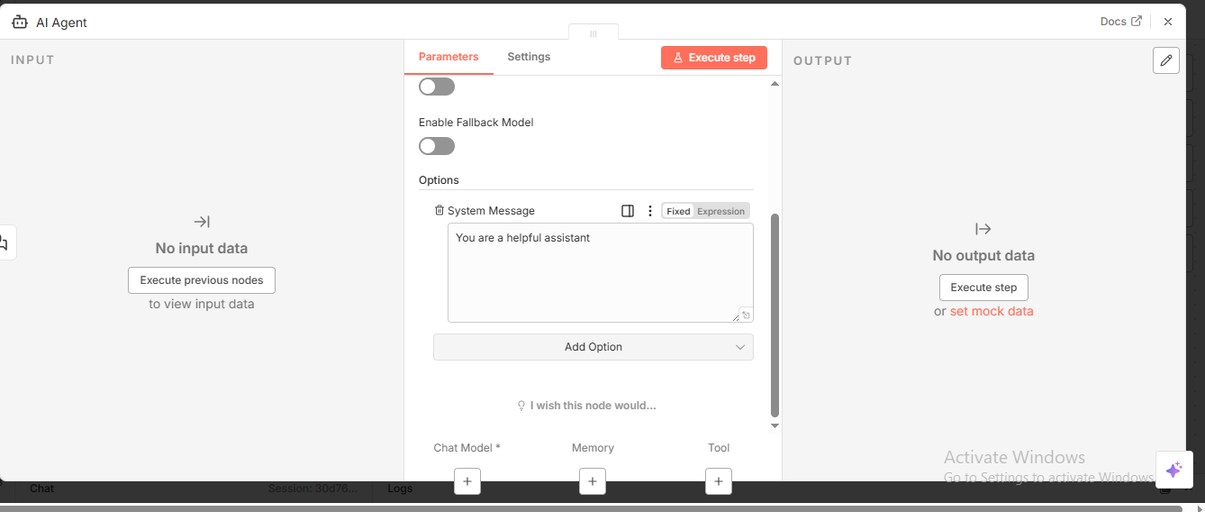 AI Agent
Docs
INPUT
Parameters
Settings
Execute step
OUTPUT
Enable Fallback Model
Options
System Message
Fixed
Expression
You are a helpful assistant
No input data
Execute previous nodes
to view input data
No output data
Execute step
or set mock data
Add Option
I wish this node would...
Chat Model *
Memory
Tool
Activate Windows
Go to Settings to activate Windows.
Chat
Session: 30d76...
Logs